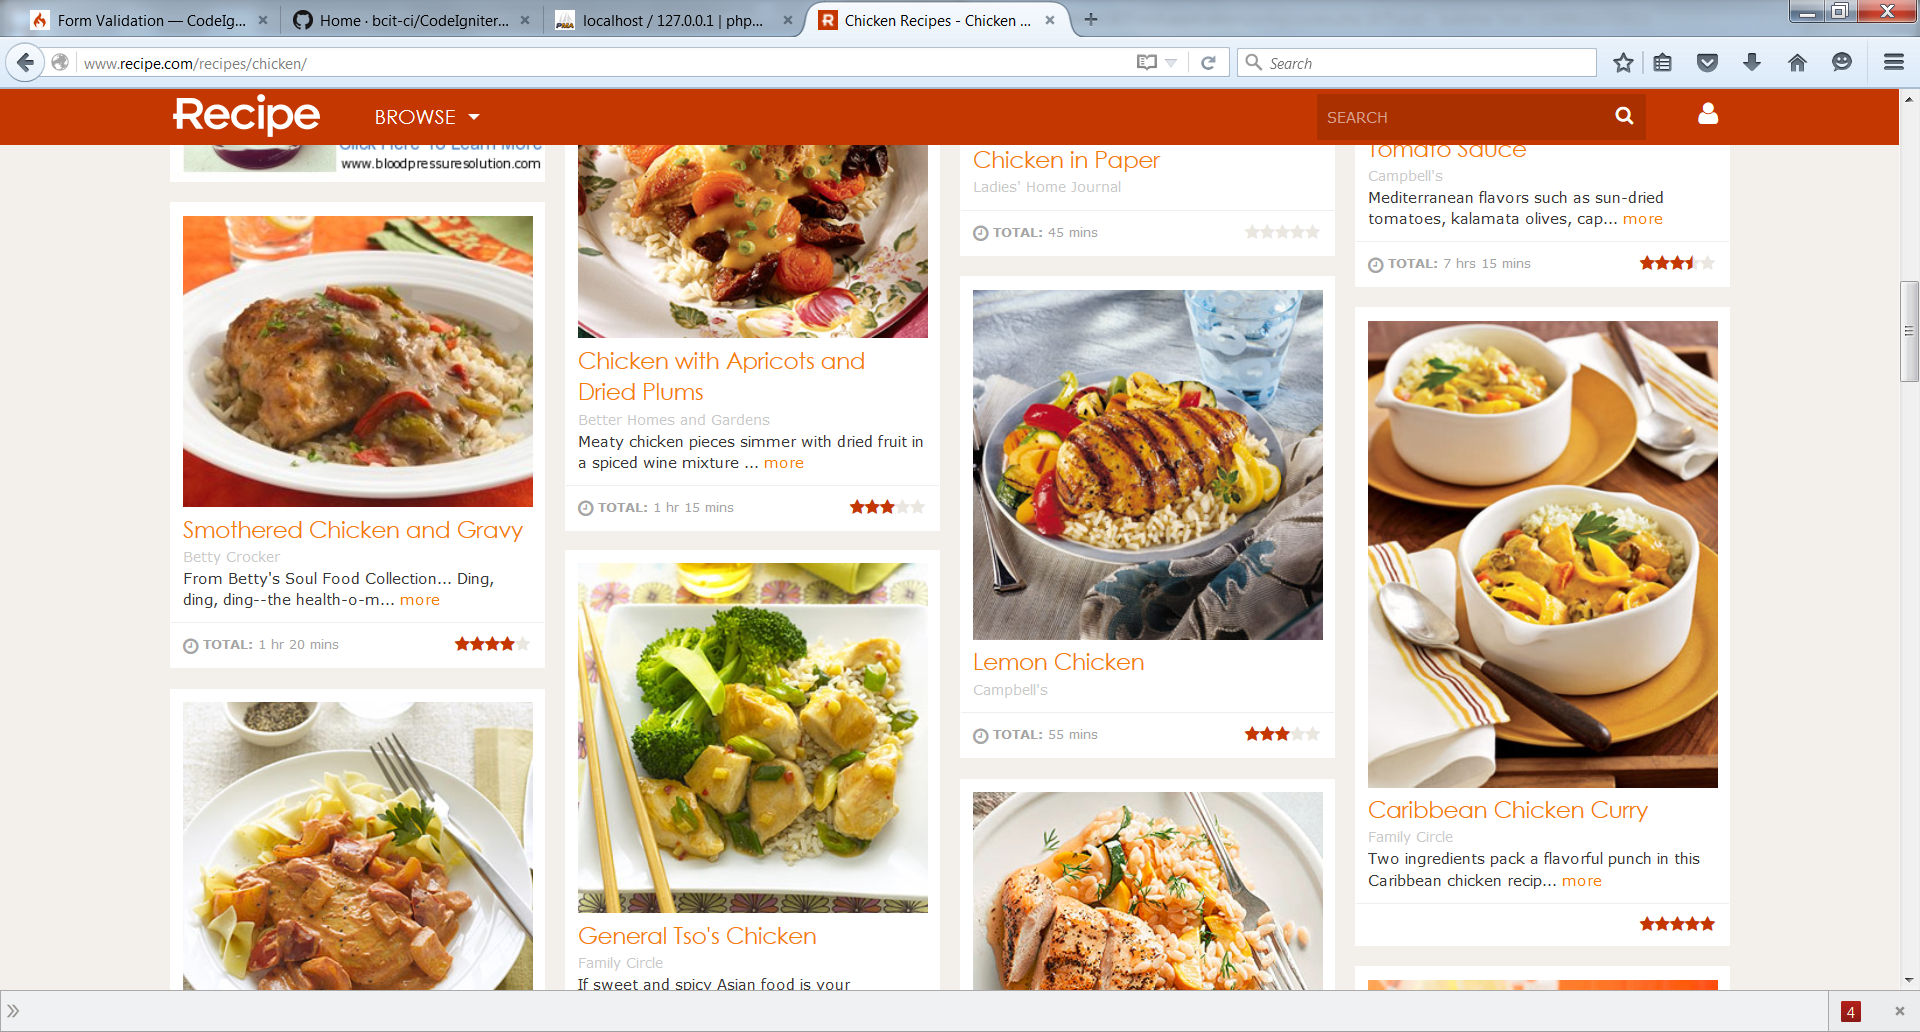 Form Validation — CodeIg...
Home · bcit-ci/CodeIgniter...
localhost / 127.0.0.1 | php...
Chicken Recipes - Chicken ...
www.recipe.com/recipes/chicken/
Search
Recipe
BROWSE
SEARCH
Click Here To Learn More
www.bloodpressuresolution.com
Smothered Chicken and Gravy
Betty Crocker
From Betty's Soul Food Collection... Ding,
ding, ding--the health-o-m... more
TOTAL: 1 hr 20 mins
Chicken with Apricots and
Dried Plums
Better Homes and Gardens
Meaty chicken pieces simmer with dried fruit in
a spiced wine mixture ... more
TOTAL: 1 hr 15 mins
General Tso's Chicken
Family Circle
If sweet and spicy Asian food is your
Chicken in Paper
Ladies' Home Journal
TOTAL: 45 mins
Lemon Chicken
Campbell's
TOTAL: 55 mins
Tomato Sauce
Campbell's
Mediterranean flavors such as sun-dried
tomatoes, kalamata olives, cap... more
TOTAL: 7 hrs 15 mins
Caribbean Chicken Curry
Family Circle
Two ingredients pack a flavorful punch in this
Caribbean chicken recip... more
4